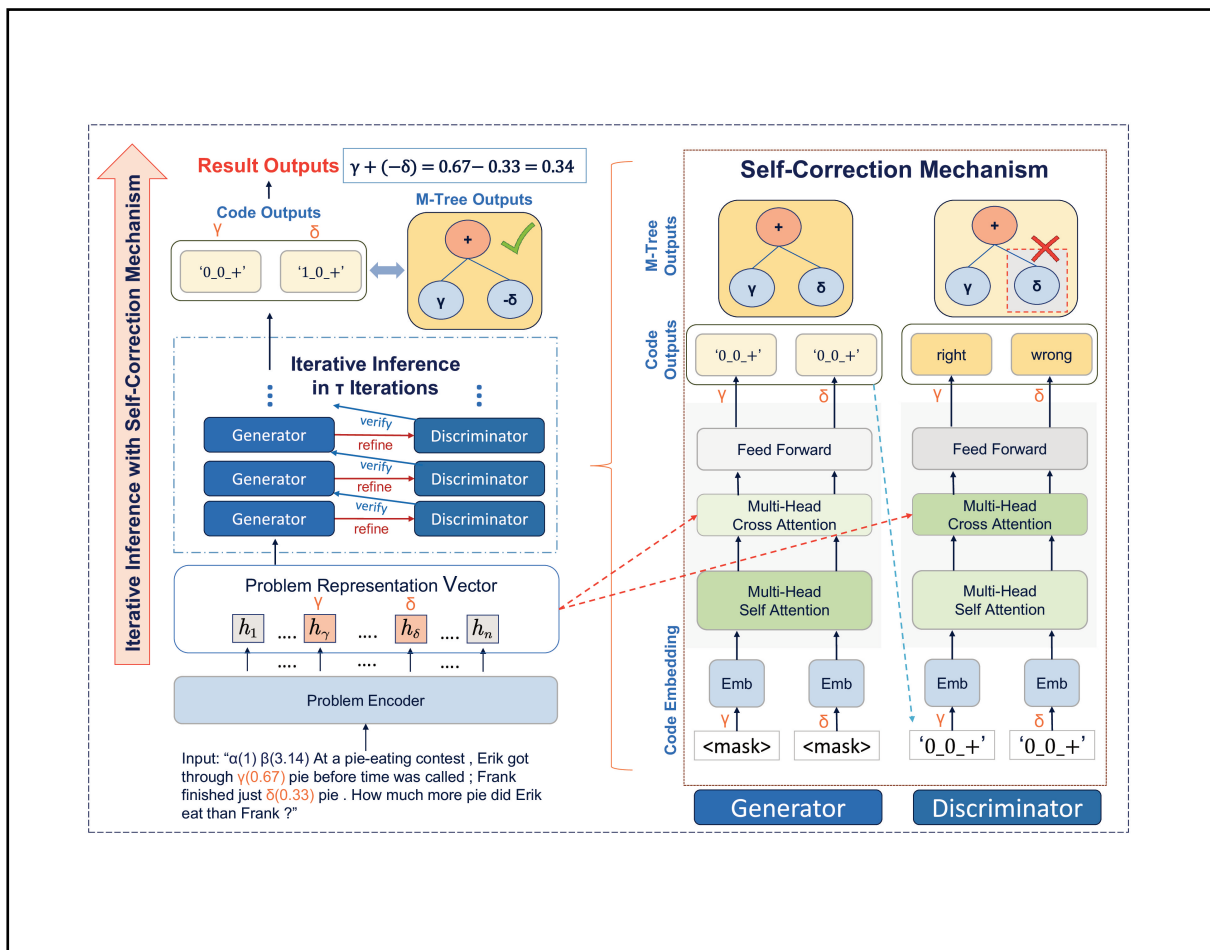 Iterative Inference with Self-Correction Mechanism
Result Outputs
γ + (−δ) = 0.67− 0.33 = 0.34
Code Outputs
γ δ
‘0_0_+’ ‘1_0_+’
M-Tree Outputs
+
γ -δ
Iterative Inference
in τ Iterations
Generator verify refine Discriminator
Generator verify refine Discriminator
Generator verify refine Discriminator
Problem Representation Vector
γ δ
h1 .... hγ .... hδ .... hn
.... .... ....
Problem Encoder
Input: “α(1) β(3.14) At a pie-eating contest , Erik got
through γ(0.67) pie before time was called ; Frank
finished just δ(0.33) pie . How much more pie did Erik
eat than Frank ?”
Self-Correction Mechanism
M-Tree
Outputs
+
γ δ
+
γ δ
Code
Outputs
‘0_0_+’ ‘0_0_+’
right wrong
γ δ γ δ
Feed Forward
Feed Forward
Multi-Head
Cross Attention
Multi-Head
Cross Attention
Multi-Head
Self Attention
Multi-Head
Self Attention
Code Embedding
Emb Emb Emb Emb
γ δ γ δ
<mask> <mask> ‘0_0_+’ ‘0_0_+’
Generator
Discriminator